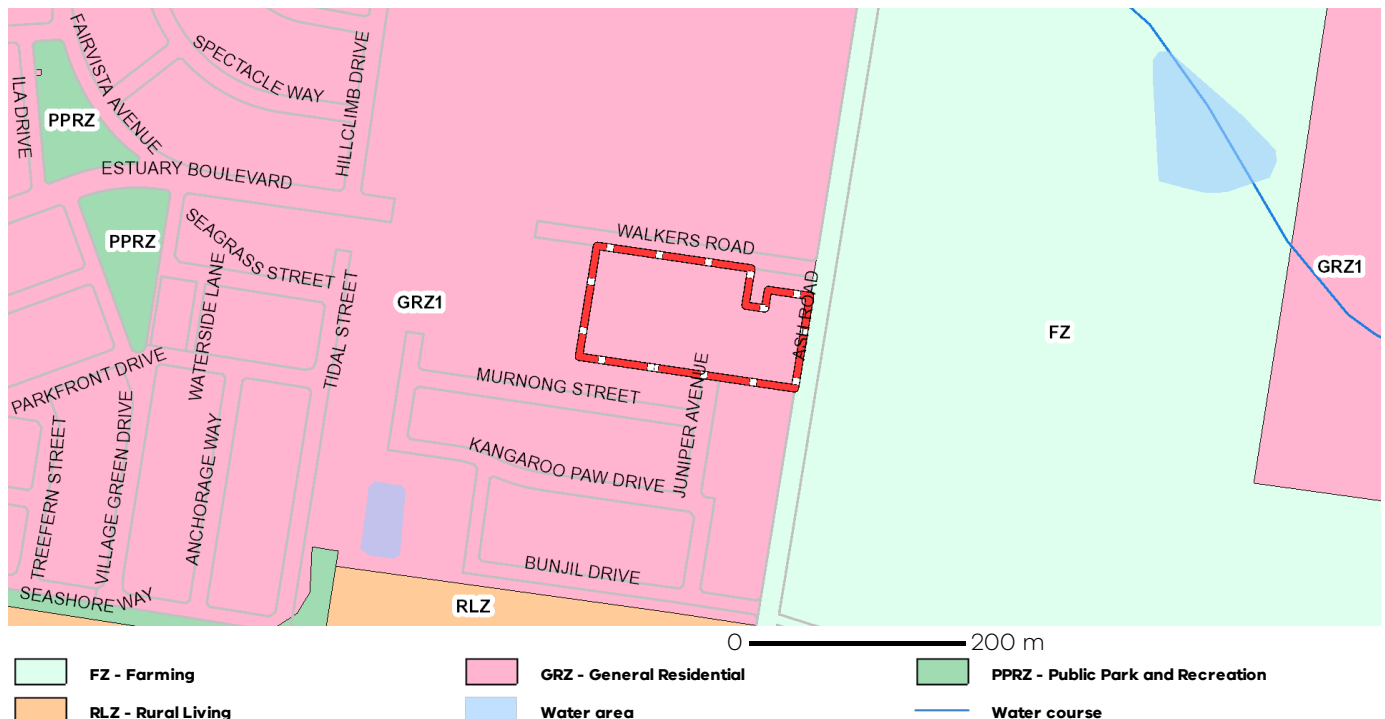 SPECTACLE WAY
FAIRVISTA AVENUE
HILLCLIMB DRIVE
ILA DRIVE
PPRZ
ESTUARY BOULEVARD
PPRZ
SEAGRASS STREET
WALKERS ROAD
GRZ1
WATERSIDE LANE
TIDAL STREET
GRZ1
ASH ROAD
FZ
PARKFRONT DRIVE
MURNONG STREET
JUNIPER AVENUE
TREEFERN STREET
VILLAGE GREEN DRIVE
ANCHORAGE WAY
KANGAROO PAW DRIVE
BUNJIL DRIVE
SEASHORE WAY
RLZ
0 200 m
FZ - Farming
GRZ - General Residential
PPRZ - Public Park and Recreation
RLZ - Rural Living
Water area
Water course